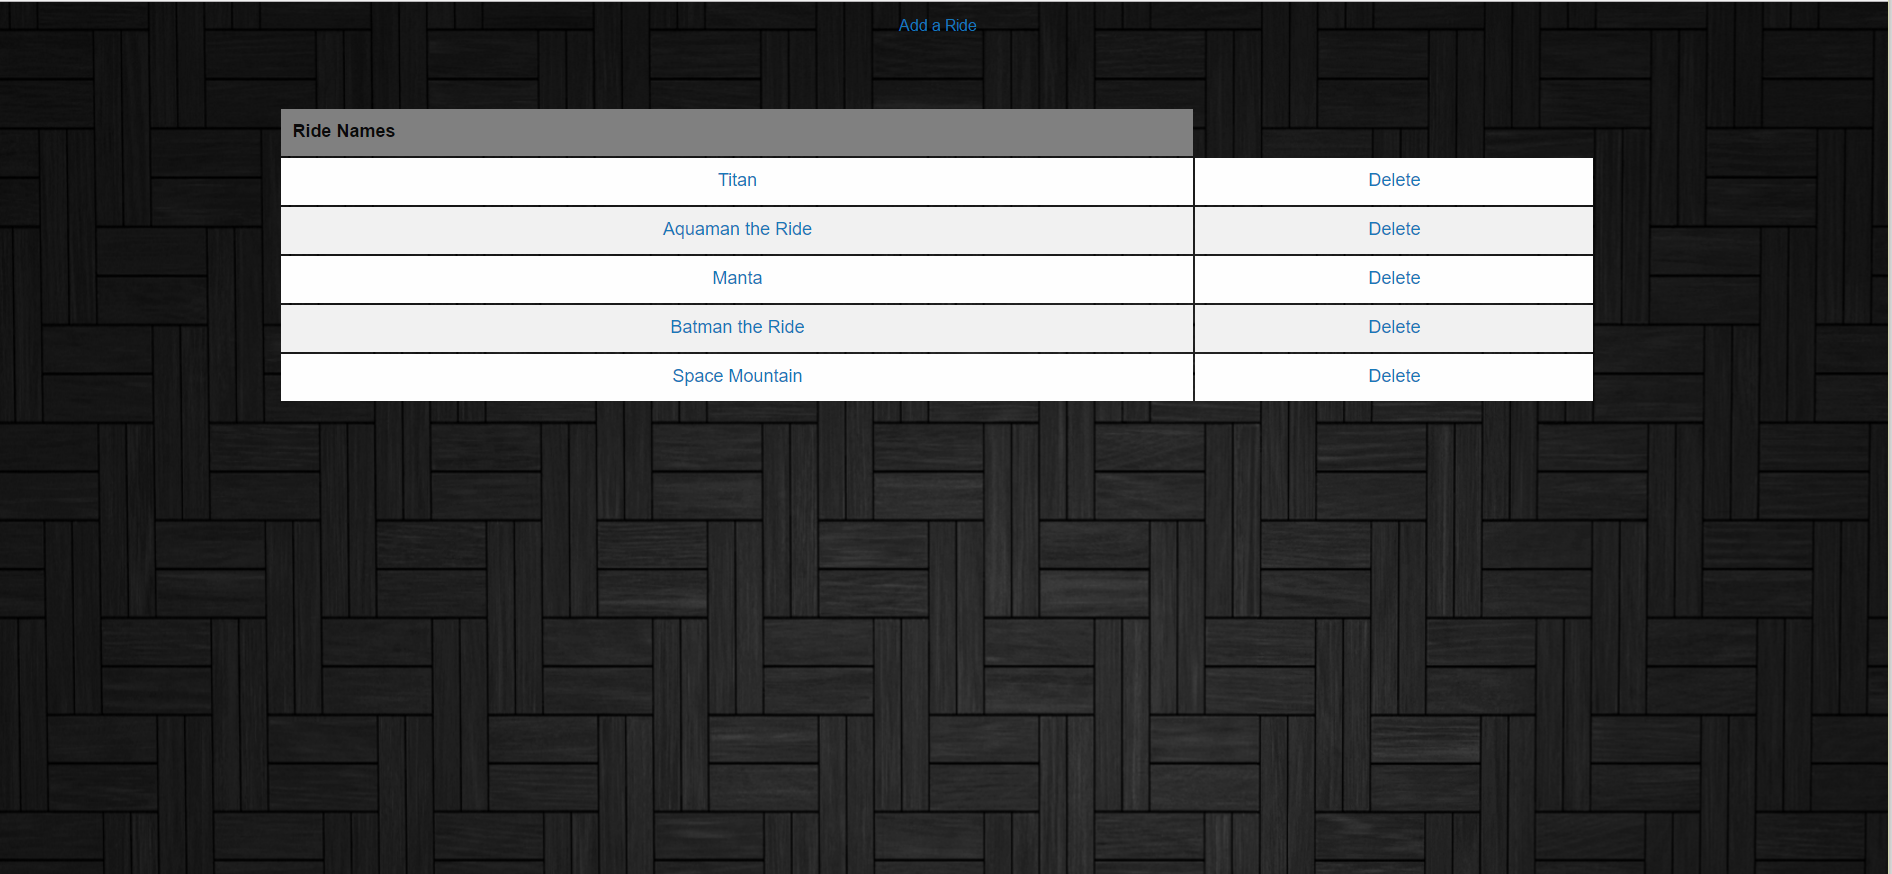 Add a Ride
Ride Names
Titan Delete
Aquaman the Ride Delete
Manta Delete
Batman the Ride Delete
Space Mountain Delete